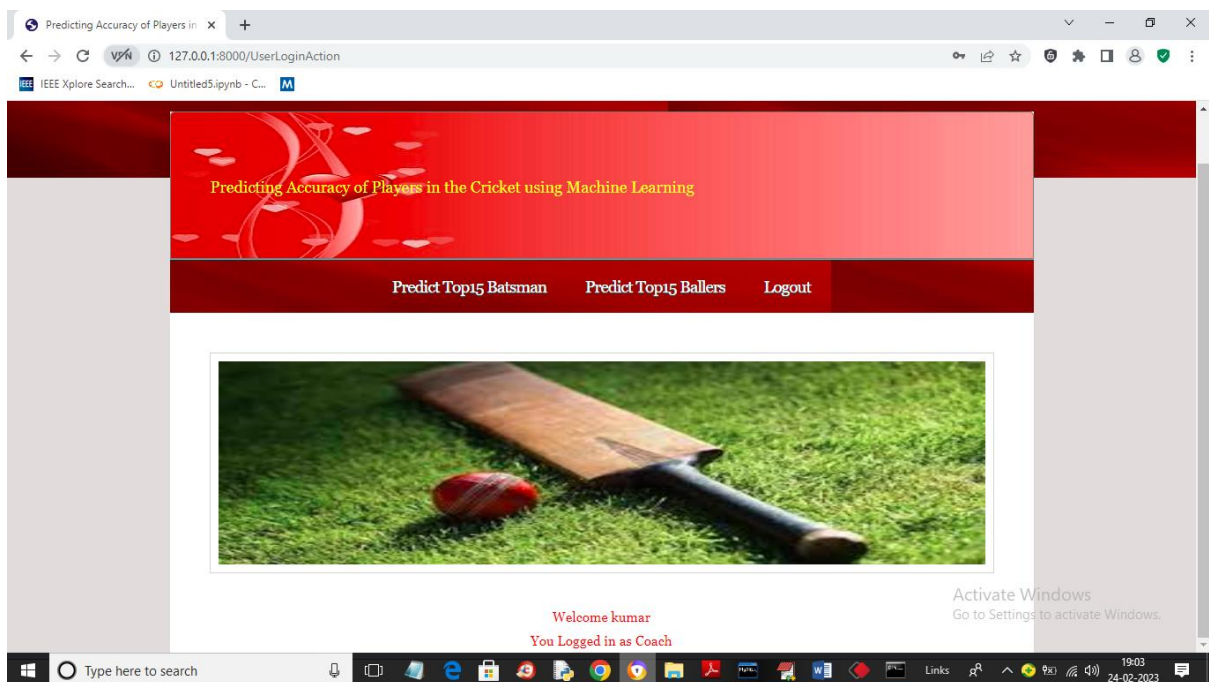 Predicting Accuracy of Players in
127.0.0.1:8000/UserLoginAction
IEEE IEEE Xplore Search... CO Untitled5.ipynb - C... M
Predicting Accuracy of Players in the Cricket using Machine Learning
Predict Top15 Batsman Predict Top15 Ballers Logout
Welcome kumar
You Logged in as Coach
Activate Windows
Go to Settings to activate Windows.
Type here to search Links 19:03
24-02-2023